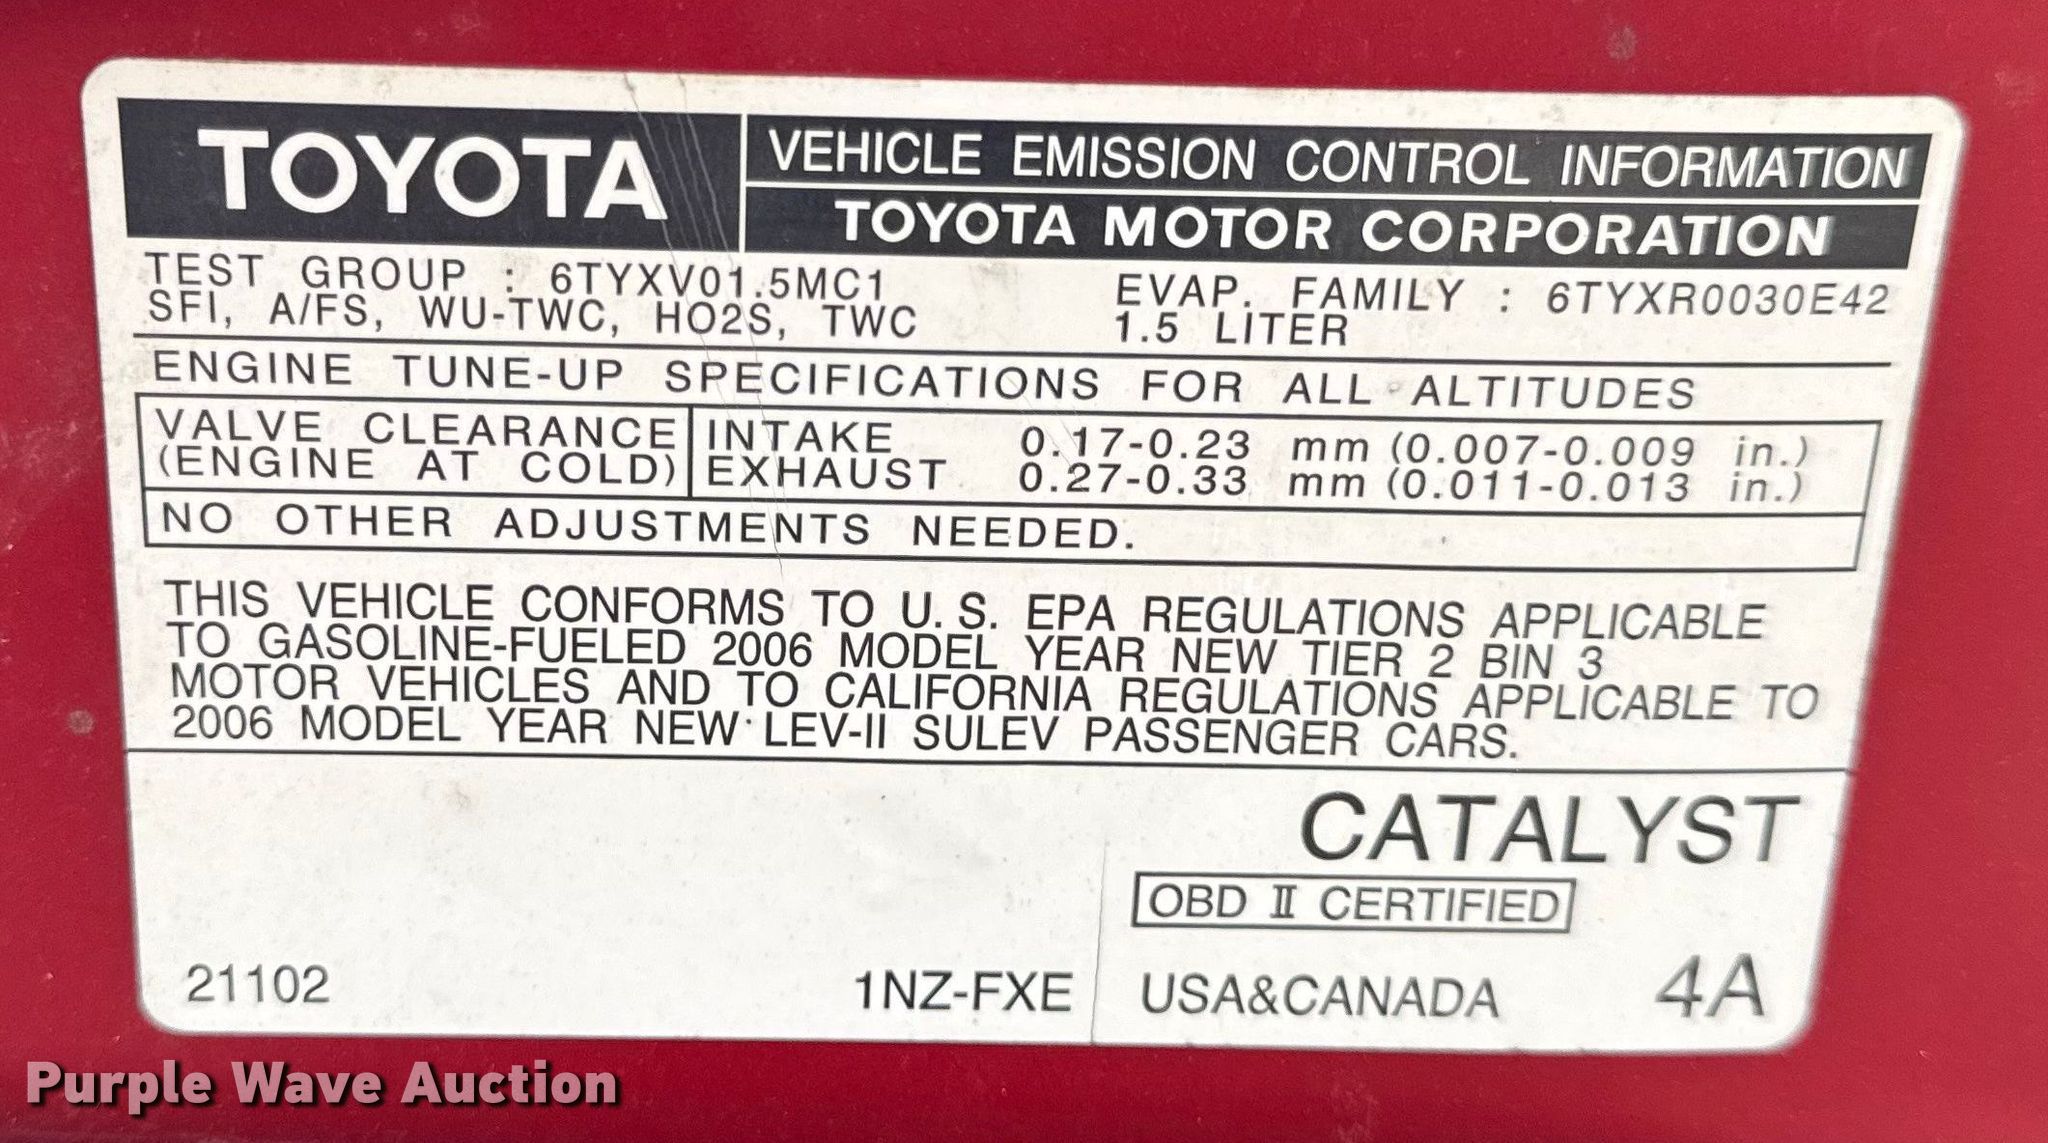 TOYOTA
VEHICLE EMISSION CONTROL INFORMATION
TOYOTA MOTOR CORPORATION
TEST GROUP : 6TYXV01.5MC1 EVAP. FAMILY : 6TYXR0030E42
SFI, A/FS, WU-TWC, HO2S, TWC 1.5 LITER
ENGINE TUNE-UP SPECIFICATIONS FOR ALL ALTITUDES
VALVE CLEARANCE INTAKE 0.17-0.23 mm (0.007-0.009 in.)
(ENGINE AT COLD) EXHAUST 0.27-0.33 mm (0.011-0.013 in.)
NO OTHER ADJUSTMENTS NEEDED.
THIS VEHICLE CONFORMS TO U.S. EPA REGULATIONS APPLICABLE
TO GASOLINE-FUELED 2006 MODEL YEAR NEW TIER 2 BIN 3
MOTOR VEHICLES AND TO CALIFORNIA REGULATIONS APPLICABLE TO
2006 MODEL YEAR NEW LEV-II SULEV PASSENGER CARS.
CATALYST
OBD II CERTIFIED
21102 1NZ-FXE USA&CANADA 4A
Purple Wave Auction